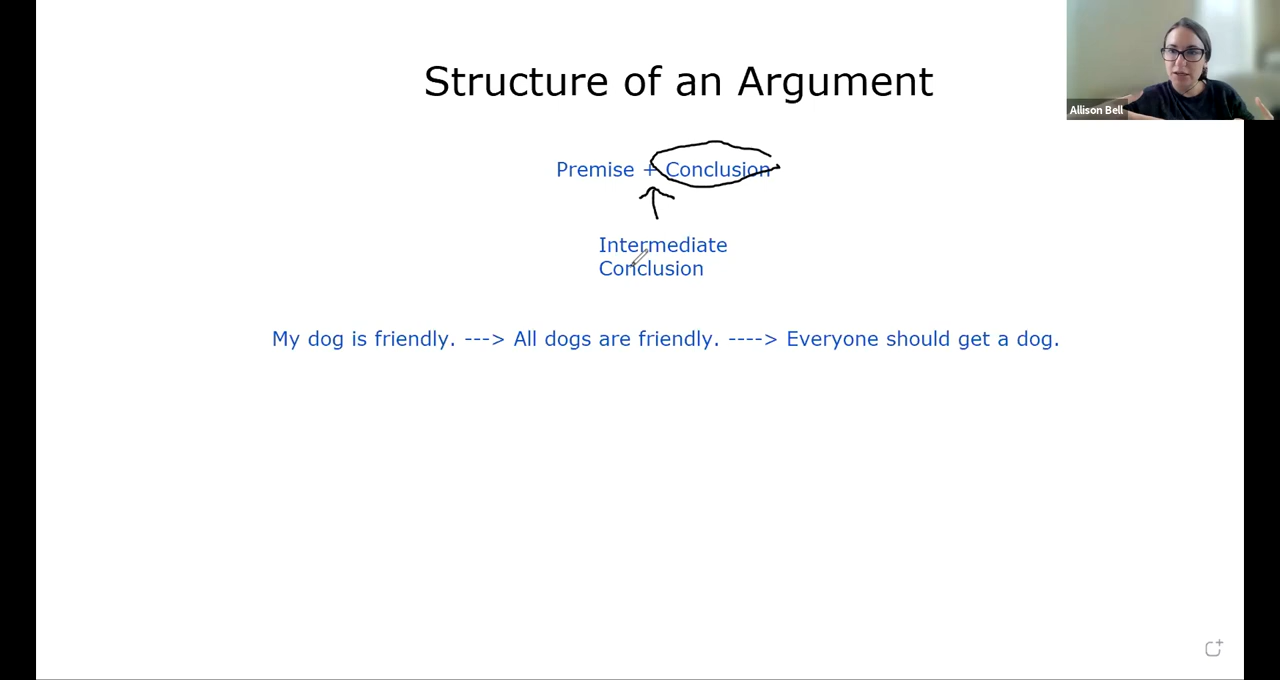 Structure of an Argument
Allison Bell
Premise + Conclusion
Intermediate
Conclusion
My dog is friendly. ---> All dogs are friendly. ----> Everyone should get a dog.